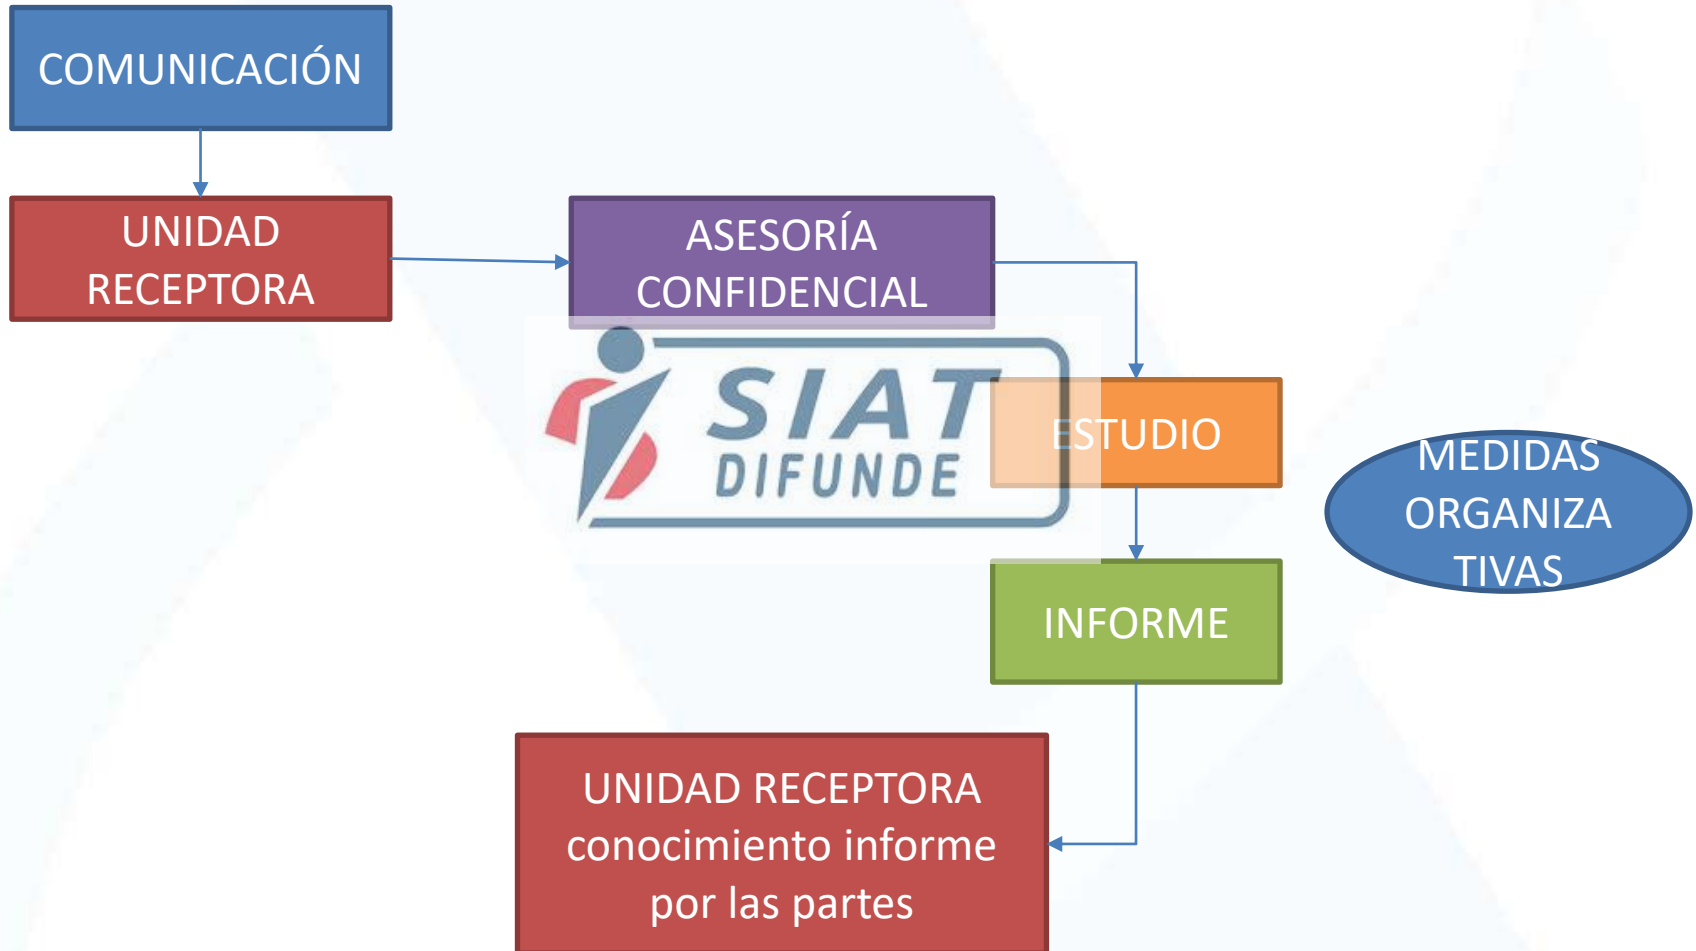 COMUNICACIÓN
UNIDAD
RECEPTORA
ASESORÍA
CONFIDENCIAL
SIAT
DIFUNDE
ESTUDIO
MEDIDAS
ORGANIZA
TIVAS
INFORME
UNIDAD RECEPTORA
conocimiento informe
por las partes